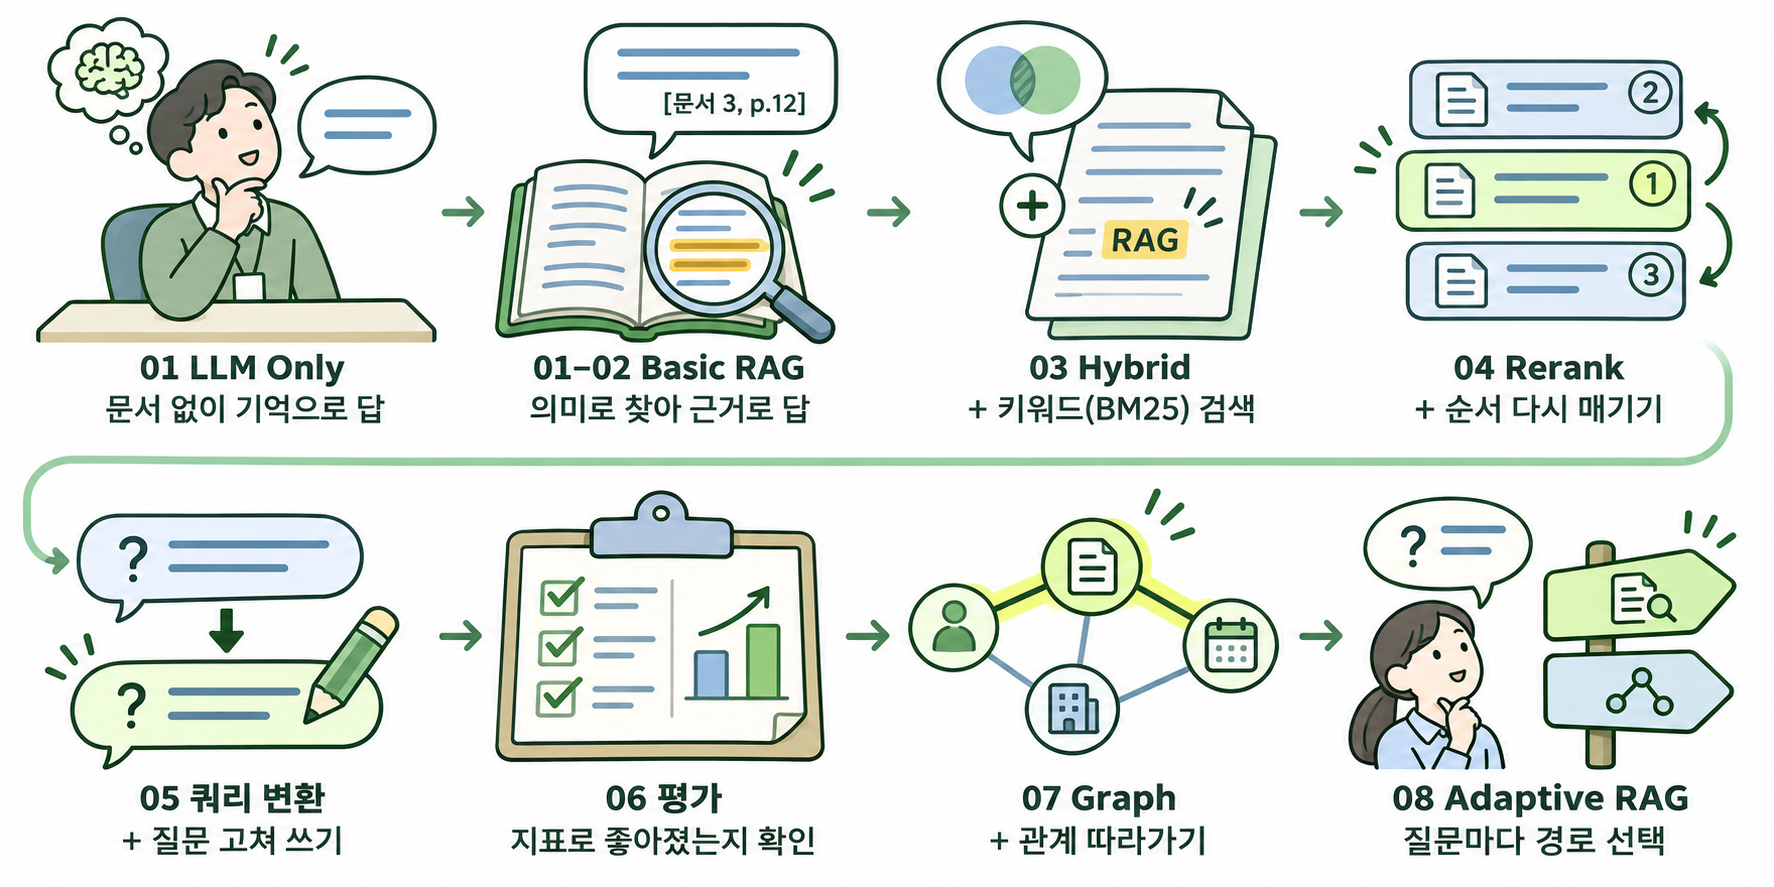 [문서 3, p.12]
RAG
2
1
3
01 LLM Only
문서 없이 기억으로 답
01–02 Basic RAG
의미로 찾아 근거로 답
03 Hybrid
+ 키워드(BM25) 검색
04 Rerank
+ 순서 다시 매기기
?
?
?
05 쿼리 변환
+ 질문 고쳐 쓰기
06 평가
지표로 좋아졌는지 확인
07 Graph
+ 관계 따라가기
08 Adaptive RAG
질문마다 경로 선택